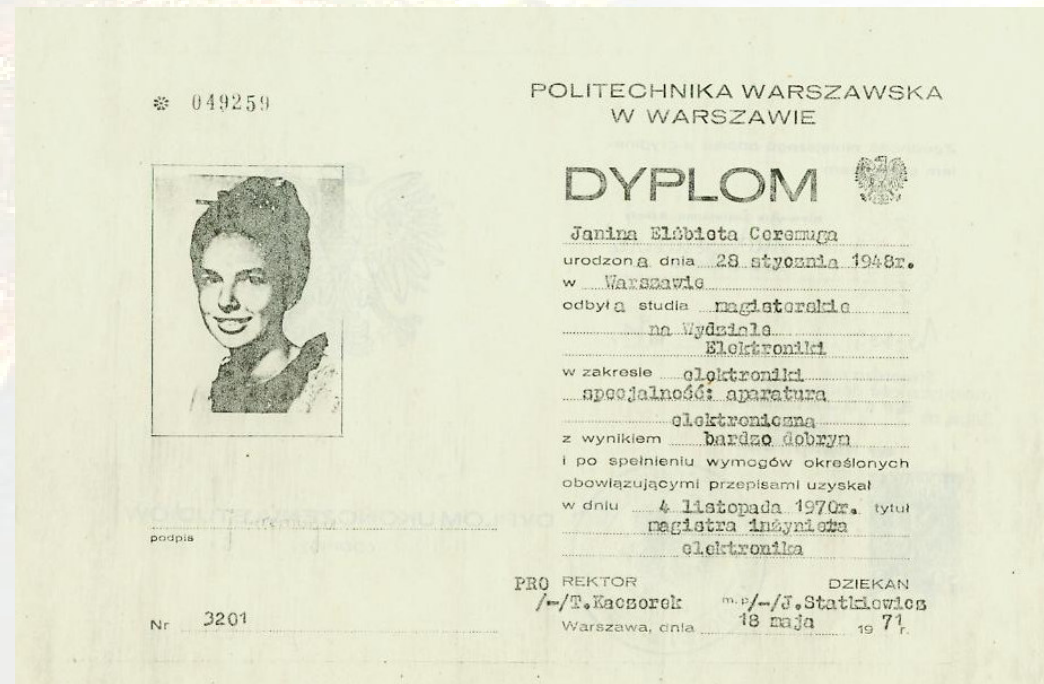 * 049259
podpis
Nr 3201
POLITECHNIKA WARSZAWSKA
W WARSZAWIE
DYPLOM
Janina Elżbieta Ceremuga
urodzona dnia 28 stycznia 1948r.
w Warszawie
odbyła studia magisterskie
na Wydziale
Elektroniki
w zakresie elektroniki
specjalność: aparatura
elektroniczna
z wynikiem bardzo dobrym
i po spełnieniu wymogów określonych
obowiązującymi przepisami uzyskał
w dniu 4 listopada 1970r. tytuł
magistra inżyniera
elektronika
PRO REKTOR DZIEKAN
/-/T.Kaczorek m.p /-/J.Statkiewicz
Warszawa, dnia 18 maja 19 71 r.